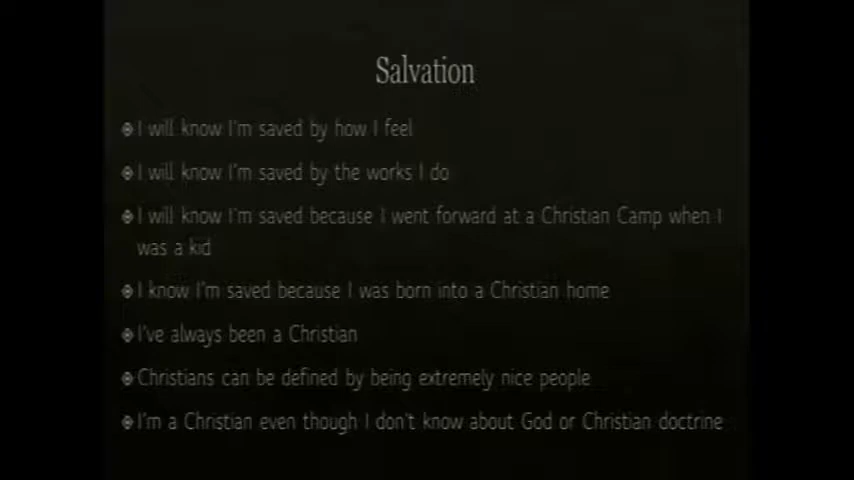 Salvation
I will know I'm saved by how I feel
I will know I'm saved by the works I do
I will know I'm saved because I went forward at a Christian Camp when I
was a kid
I know I'm saved because I was born into a Christian home
I've always been a Christian
Christians can be defined by being extremely nice people
I'm a Christian even though I don't know about God or Christian doctrine